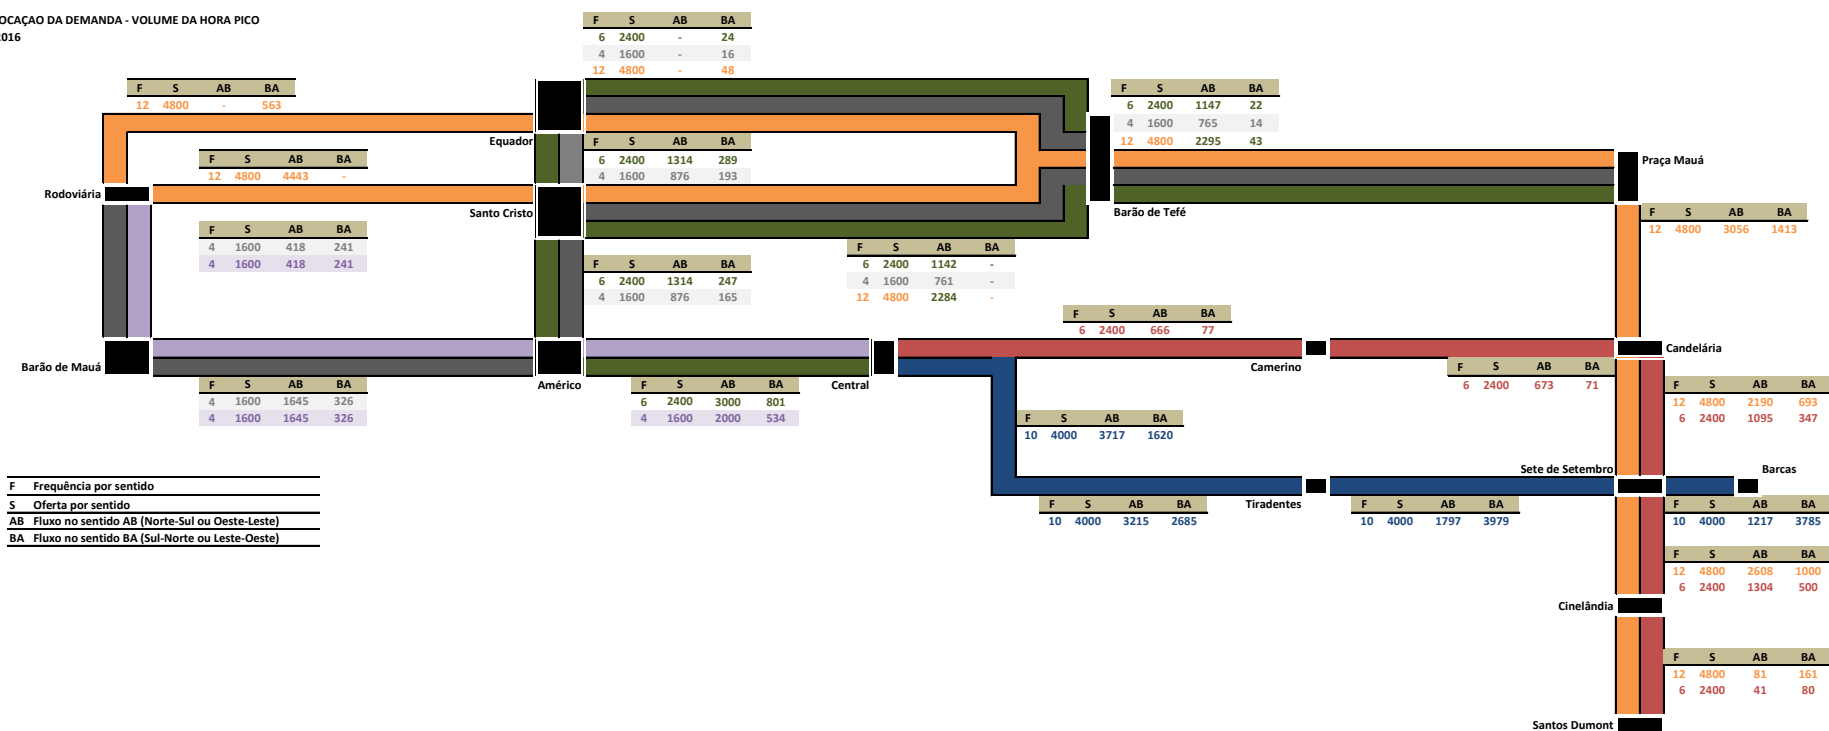 OCAÇAO DA DEMANDA - VOLUME DA HORA PICO
016
F S AB BA
6 2400 - 24
4 1600 - 16
12 4800 - 48
F S AB BA
12 4800 - 563
F S AB BA
6 2400 1147 22
4 1600 765 14
12 4800 2295 43
Equador
F S AB BA
6 2400 1314 289
4 1600 876 193
F S AB BA
12 4800 4443 -
Praça Mauá
Rodoviária
Santo Cristo
Barão de Tefé
F S AB BA
12 4800 3056 1413
F S AB BA
4 1600 418 241
4 1600 418 241
F S AB BA
6 2400 1142 -
4 1600 761 -
12 4800 2284 -
F S AB BA
6 2400 1314 247
4 1600 876 165
F S AB BA
6 2400 666 77
Barão de Mauá
Américo
Central
Camerino
Candelária
F S AB BA
6 2400 673 71
F S AB BA
4 1600 1645 326
4 1600 1645 326
F S AB BA
6 2400 3000 801
4 1600 2000 534
F S AB BA
12 4800 2190 693
6 2400 1095 347
F S AB BA
10 4000 3717 1620
Sete de Setembro
Barcas
F Frequência por sentido
S Oferta por sentido
AB Fluxo no sentido AB (Norte-Sul ou Oeste-Leste)
BA Fluxo no sentido BA (Sul-Norte ou Leste-Oeste)
F S AB BA
10 4000 3215 2685
Tiradentes
F S AB BA
10 4000 1797 3979
F S AB BA
10 4000 1217 3785
F S AB BA
12 4800 2608 1000
6 2400 1304 500
Cinelândia
F S AB BA
12 4800 81 161
6 2400 41 80
Santos Dumont